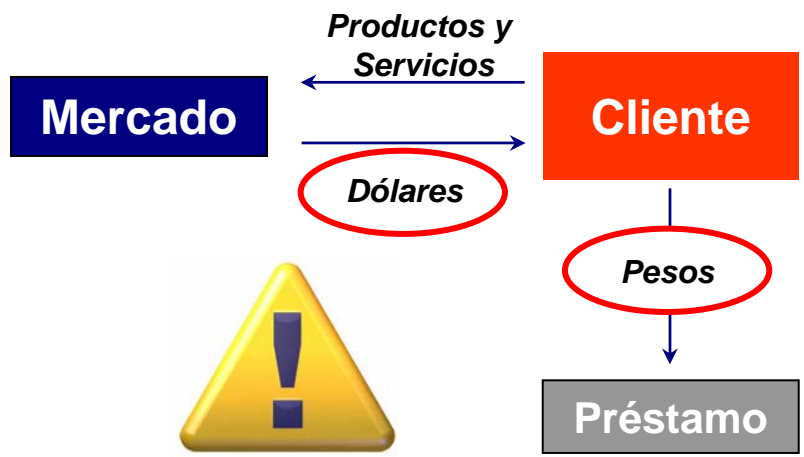 Productos y
Servicios
Mercado
Cliente
Dólares
Pesos
Préstamo